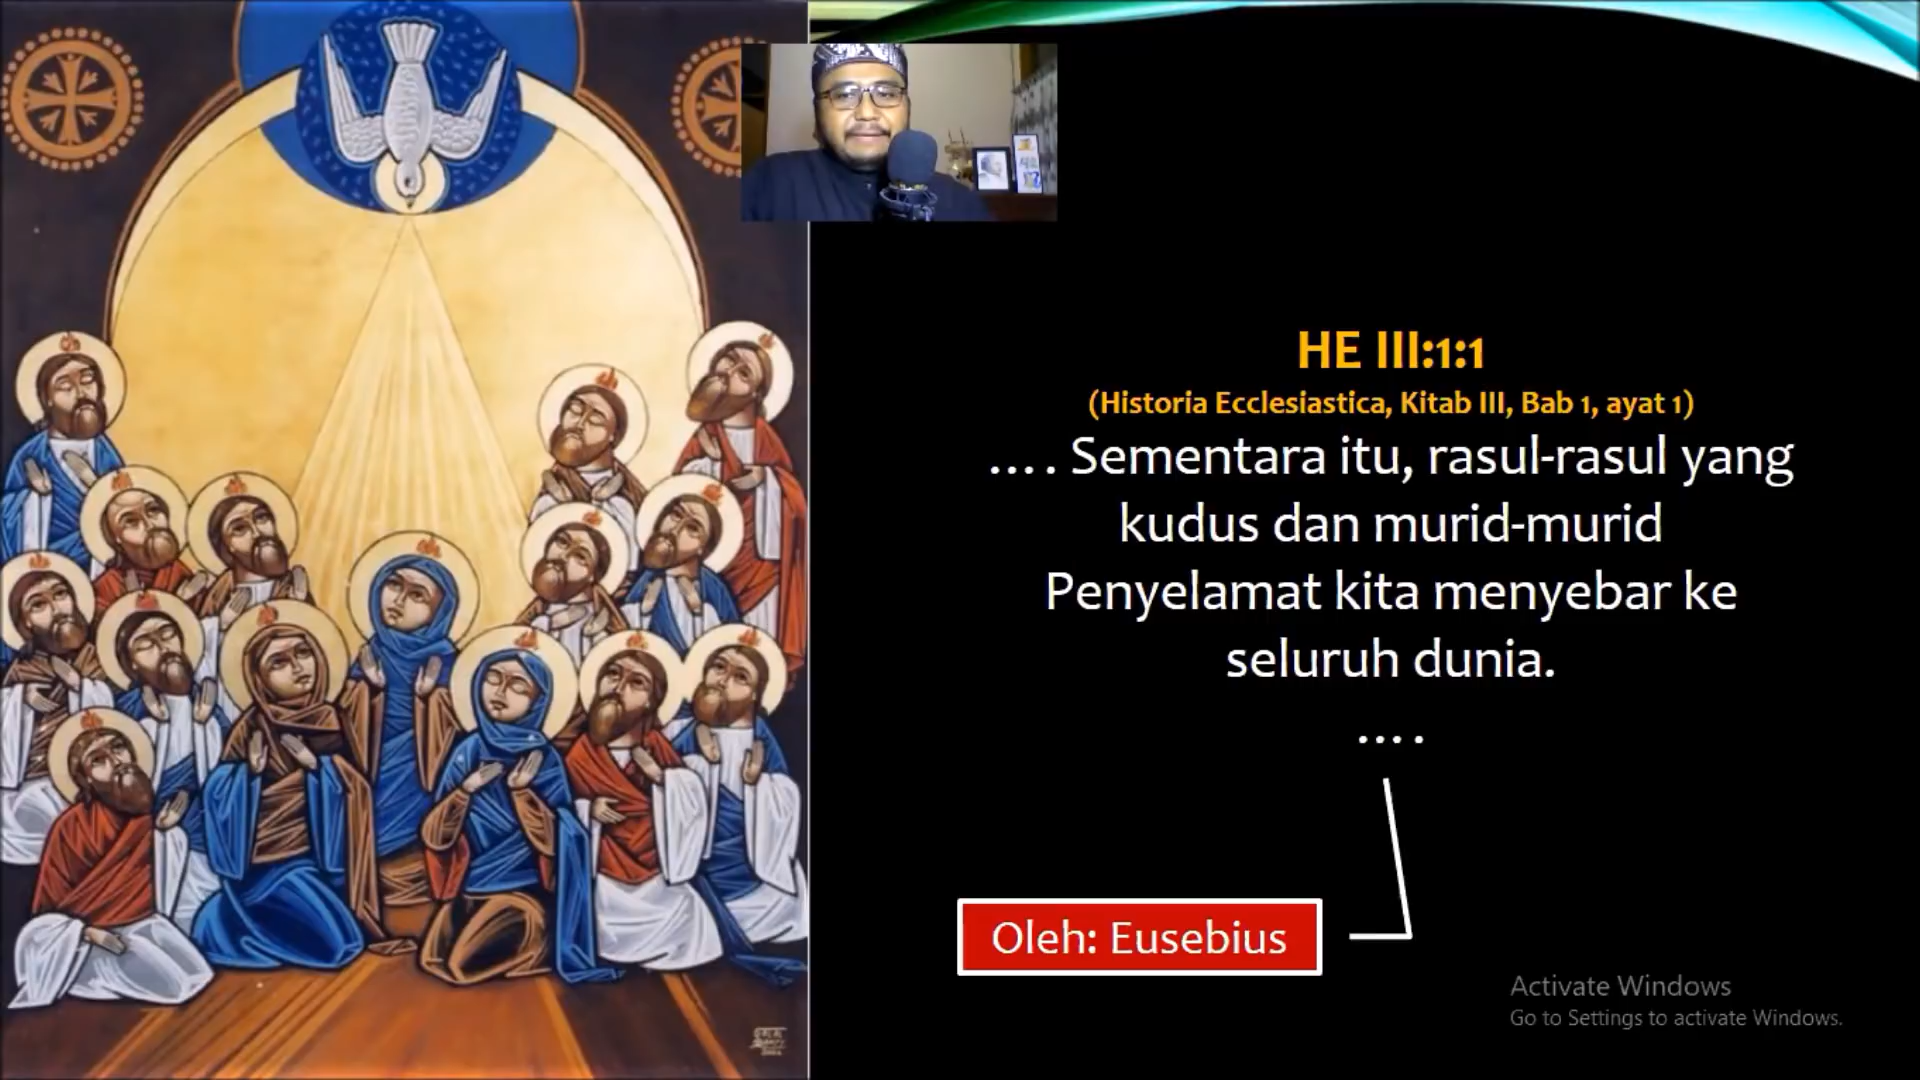 HE III:1:1
(Historia Ecclesiastica, Kitab III, Bab 1, ayat 1)
.... Sementara itu, rasul-rasul yang
kudus dan murid-murid
Penyelamat kita menyebar ke
seluruh dunia.
....
Oleh: Eusebius
Activate Windows
Go to Settings to activate Windows.